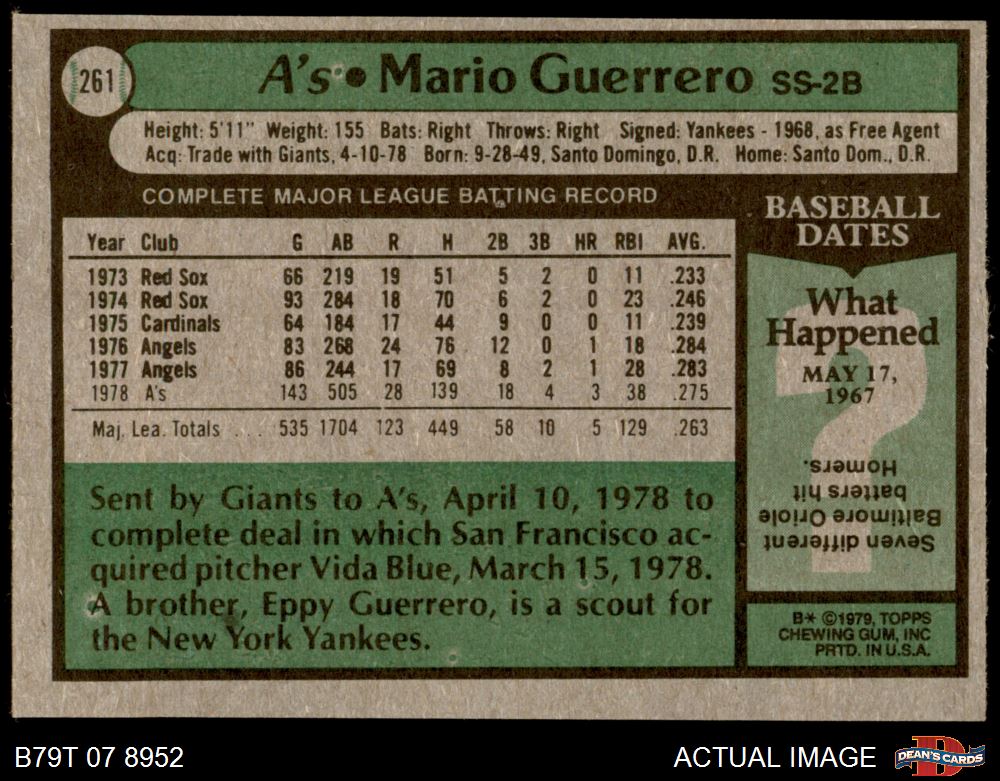 261
A's • Mario Guerrero SS-2B
Height: 5'11" Weight: 155 Bats: Right Throws: Right Signed: Yankees - 1968, as Free Agent
Acq: Trade with Giants, 4-10-78 Born: 9-28-49, Santo Domingo, D.R. Home: Santo Dom., D.R.
COMPLETE MAJOR LEAGUE BATTING RECORD
Year Club G AB R H 2B 3B HR RBI AVG.
1973 Red Sox 66 219 19 51 5 2 0 11 .233
1974 Red Sox 93 284 18 70 6 2 0 23 .246
1975 Cardinals 64 184 17 44 9 0 0 11 .239
1976 Angels 83 268 24 76 12 0 1 18 .284
1977 Angels 86 244 17 69 8 2 1 28 .283
1978 A's 143 505 28 139 18 4 3 38 .275
Maj. Lea. Totals ... 535 1704 123 449 58 10 5 129 .263
Sent by Giants to A's, April 10, 1978 to
complete deal in which San Francisco ac-
quired pitcher Vida Blue, March 15, 1978.
A brother, Eppy Guerrero, is a scout for
the New York Yankees.
BASEBALL
DATES
What
Happened
MAY 17,
1967
?
Seven different
Baltimore Oriole
batters hit
Homers.
B* ©1979, TOPPS
CHEWING GUM, INC
PRTD. IN U.S.A.
B79T 07 8952
ACTUAL IMAGE
D
DEAN'S CARDS